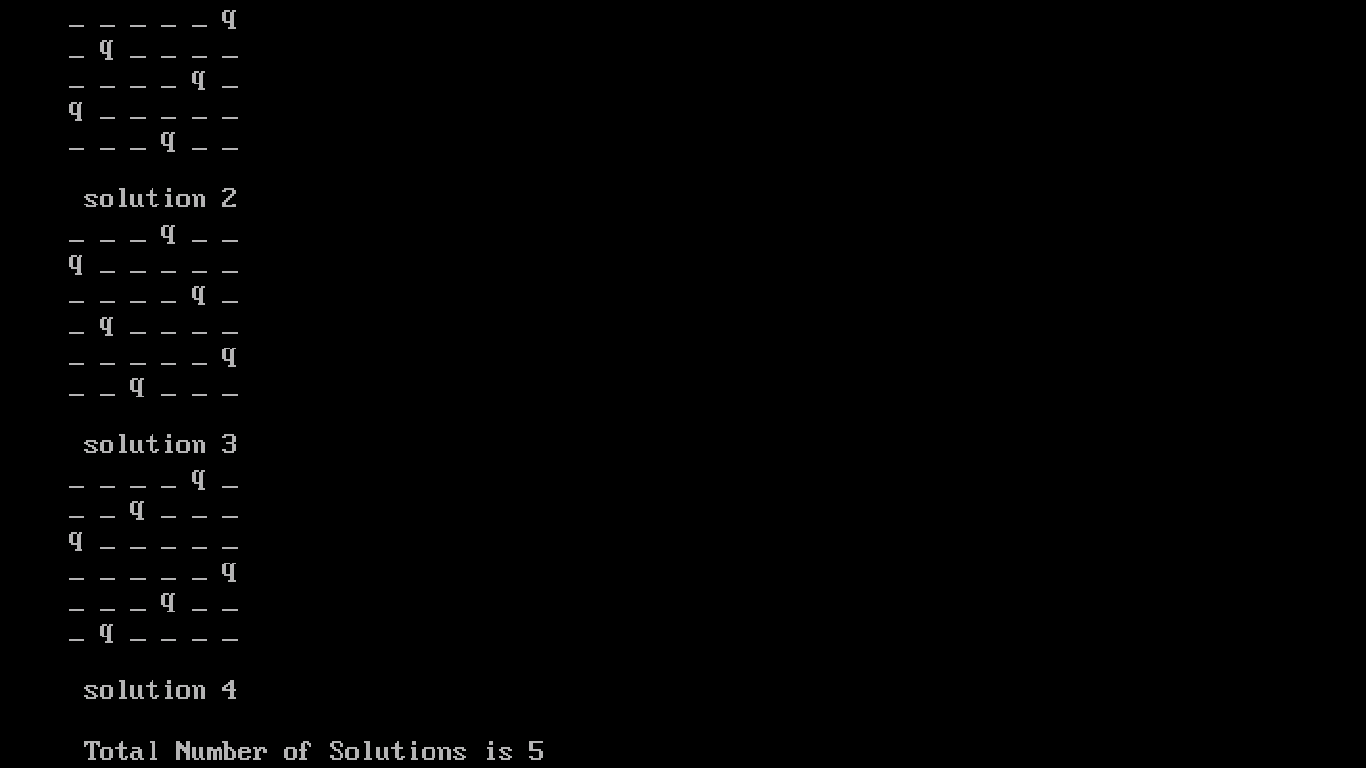 _ _ _ _ _ q
_ q _ _ _ _
_ _ _ _ q _
q _ _ _ _ _
_ _ _ q _ _
solution 2
_ _ _ q _ _
q _ _ _ _ _
_ _ _ _ q _
_ q _ _ _ _
_ _ _ _ _ q
_ _ q _ _ _
solution 3
_ _ _ _ q _
_ _ q _ _ _
q _ _ _ _ _
_ _ _ _ _ q
_ _ _ q _ _
_ q _ _ _ _
solution 4
Total Number of Solutions is 5